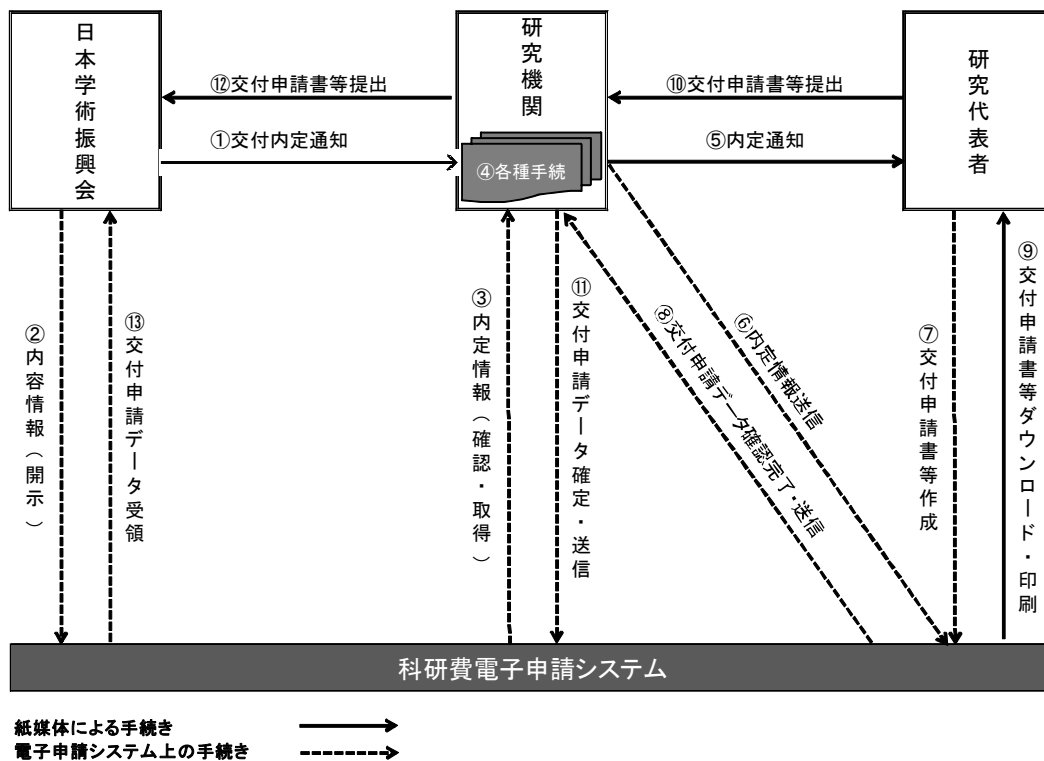 日本学術振興会
研究機関
研究代表者
⑫交付申請書等提出
⑩交付申請書等提出
①交付内定通知
④各種手続
⑤内定通知
②内容情報（開示）
⑬交付申請データ受領
③内定情報（確認・取得）
⑪交付申請データ確定・送信
⑧交付申請データ確認完了・送信
⑥内定情報送信
⑦交付申請書等作成
⑨交付申請書等ダウンロード・印刷
科研費電子申請システム
紙媒体による手続き
電子申請システム上の手続き